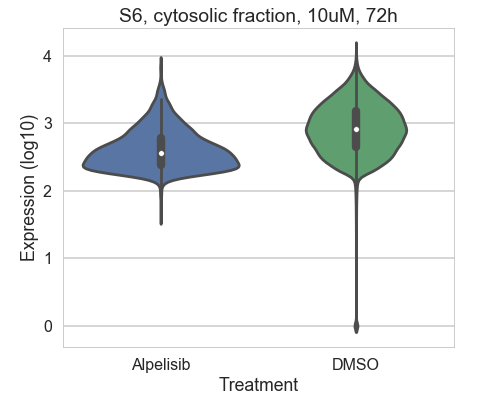 S6, cytosolic fraction, 10uM, 72h
Expression (log10)
4
3
2
1
0
Alpelisib
DMSO
Treatment